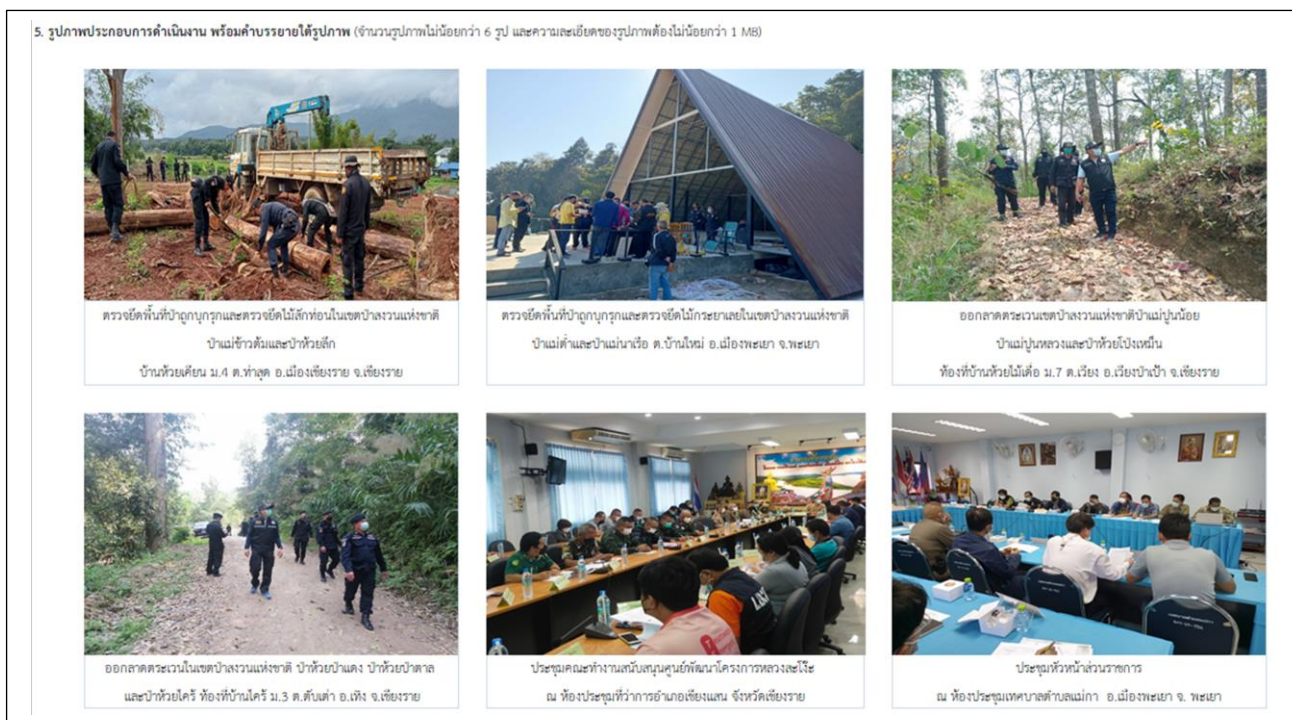 5. รูปภาพประกอบการดำเนินงาน พร้อมคำบรรยายใต้รูปภาพ (จำนวนรูปภาพไม่น้อยกว่า 6 รูป และความละเอียดของรูปภาพต้องไม่น้อยกว่า 1 MB)
ตรวจยึดพื้นที่ป่าถูกบุกรุกและตรวจยึดไม้สักท่อนในเขตป่าสงวนแห่งชาติ
ป่าแม่ข้าวต้มและป่าห้วยลึก
บ้านห้วยเคียน ม.4 ต.ท่าสุด อ.เมืองเชียงราย จ.เชียงราย
ตรวจยึดพื้นที่ป่าถูกบุกรุกและตรวจยึดไม้กระยาเลยในเขตป่าสงวนแห่งชาติ
ป่าแม่ต๋ำและป่าแม่นาเรือ ต.บ้านใหม่ อ.เมืองพะเยา จ.พะเยา
ออกลาดตระเวนเขตป่าสงวนแห่งชาติป่าแม่ปูนน้อย
ป่าแม่ปูนหลวงและป่าห้วยโป่งเหม็น
ท้องที่บ้านห้วยไม้เดื่อ ม.7 ต.เวียง อ.เวียงป่าเป้า จ.เชียงราย
ออกลาดตระเวนในเขตป่าสงวนแห่งชาติ ป่าห้วยป่าแดง ป่าห้วยป่าตาล
และป่าห้วยไคร้ ท้องที่บ้านไคร้ ม.3 ต.ตับเต่า อ.เทิง จ.เชียงราย
ประชุมคณะทำงานสนับสนุนศูนย์พัฒนาโครงการหลวงสะโง๊ะ
ณ ห้องประชุมที่ว่าการอำเภอเชียงแสน จังหวัดเชียงราย
ประชุมหัวหน้าส่วนราชการ
ณ ห้องประชุมเทศบาลตำบลแม่กา อ.เมืองพะเยา จ. พะเยา